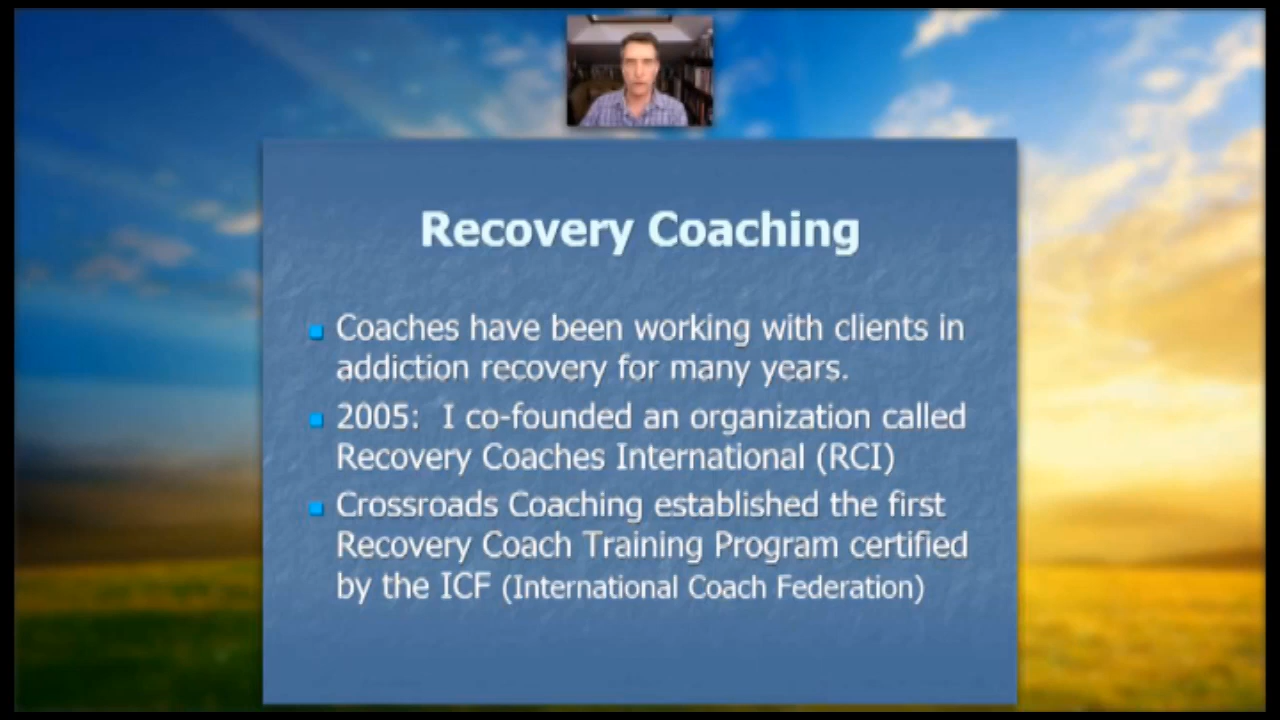 Recovery Coaching
Coaches have been working with clients in
addiction recovery for many years.
2005:  I co-founded an organization called
Recovery Coaches International (RCI)
Crossroads Coaching established the first
Recovery Coach Training Program certified
by the ICF (International Coach Federation)